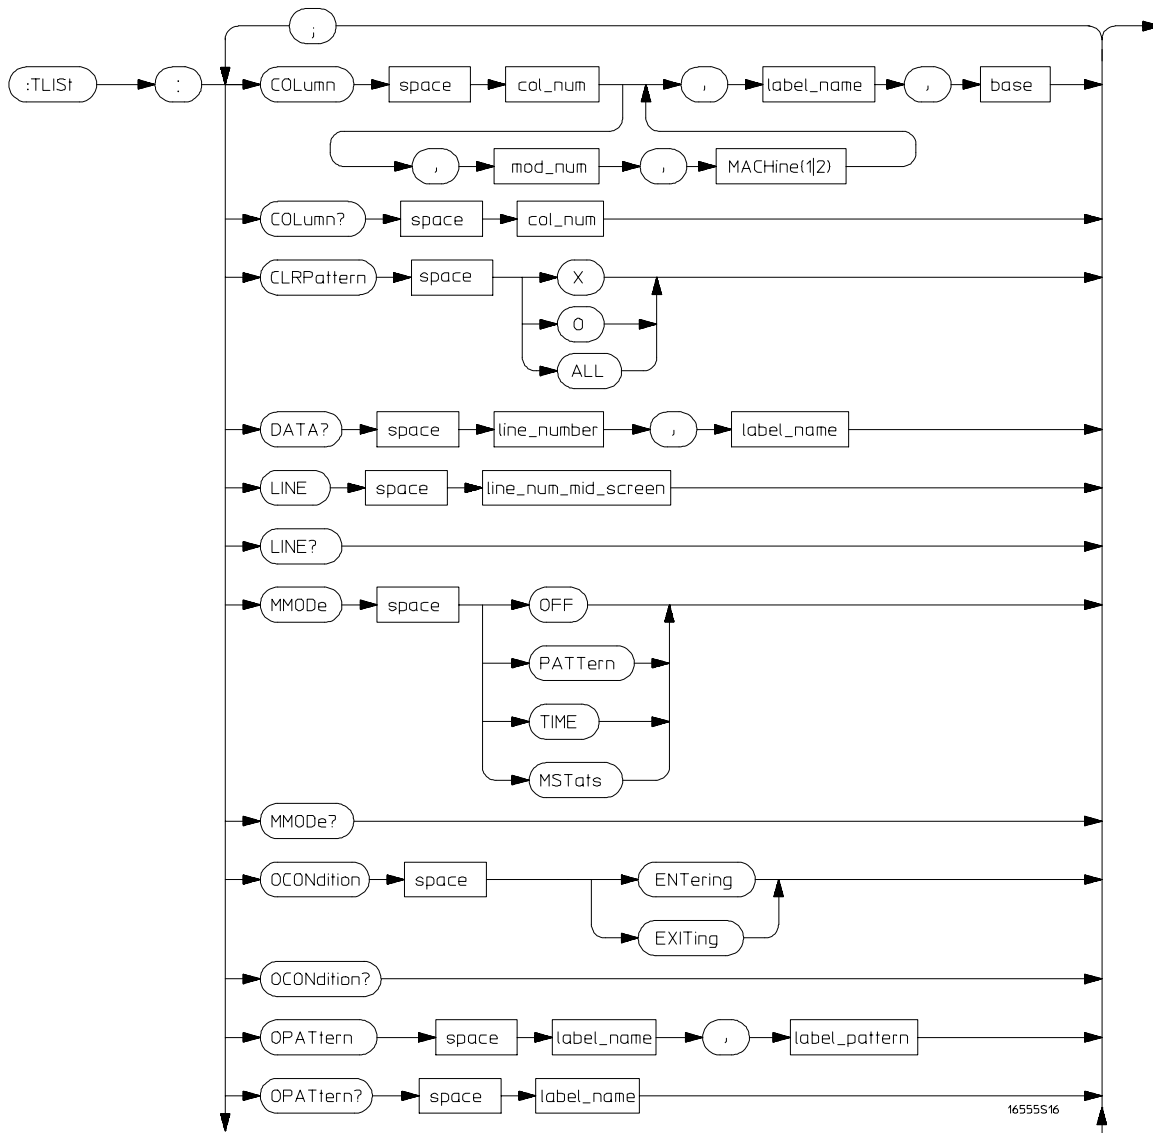 ;
:TLISt : COLumn space col_num , label_name , base
, mod_num , MACHine{1|2}
COLumn? space col_num
CLRPattern space X
O
ALL
DATA? space line_number , label_name
LINE space line_num_mid_screen
LINE?
MMODe space OFF
PATTern
TIME
MSTats
MMODe?
OCONdition space ENTering
EXITing
OCONdition?
OPATtern space label_name , label_pattern
OPATtern? space label_name
16555S16